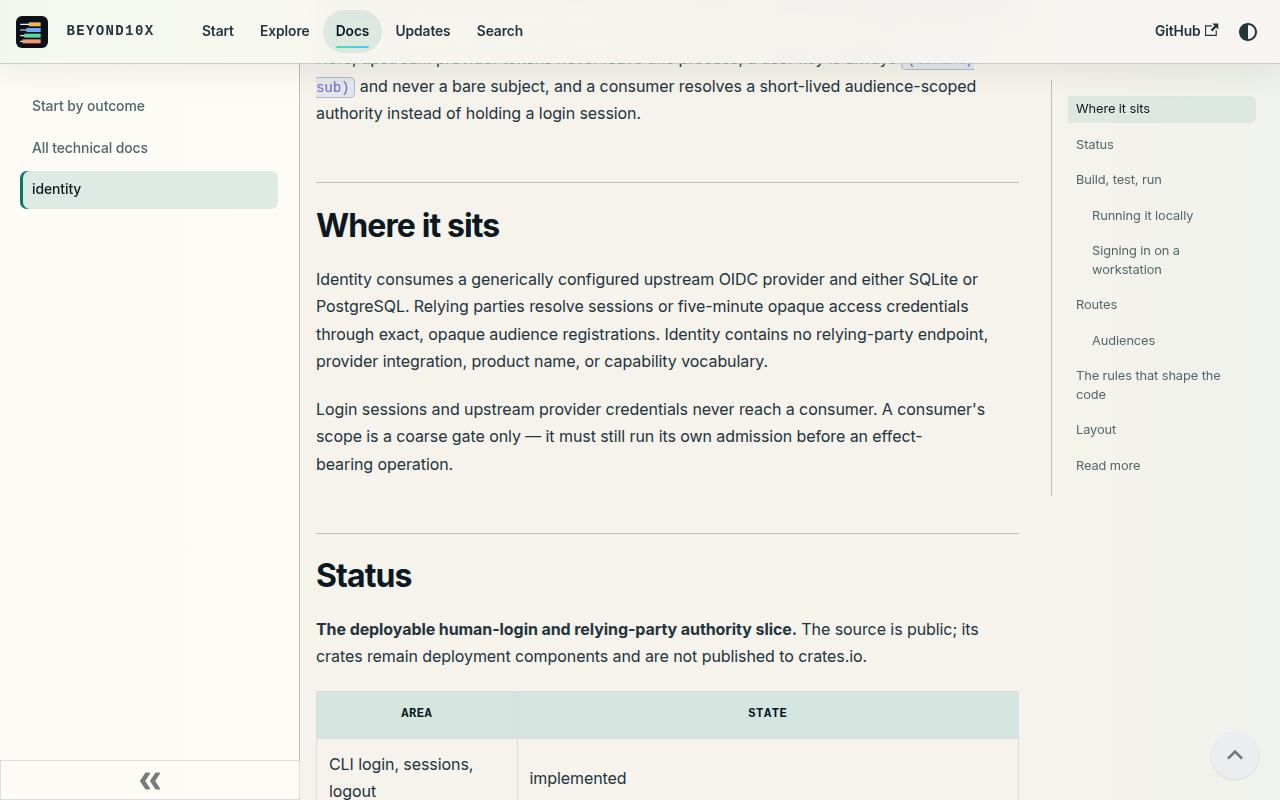 BEYOND10X
Start
Explore
Docs
Updates
Search
GitHub
Start by outcome
All technical docs
identity
sub) and never a bare subject, and a consumer resolves a short-lived audience-scoped
authority instead of holding a login session.
Where it sits
Identity consumes a generically configured upstream OIDC provider and either SQLite or
PostgreSQL. Relying parties resolve sessions or five-minute opaque access credentials
through exact, opaque audience registrations. Identity contains no relying-party endpoint,
provider integration, product name, or capability vocabulary.
Login sessions and upstream provider credentials never reach a consumer. A consumer's
scope is a coarse gate only — it must still run its own admission before an effect-
bearing operation.
Status
The deployable human-login and relying-party authority slice. The source is public; its
crates remain deployment components and are not published to crates.io.
AREA
STATE
CLI login, sessions,
logout
implemented
Where it sits
Status
Build, test, run
Running it locally
Signing in on a
workstation
Routes
Audiences
The rules that shape the
code
Layout
Read more